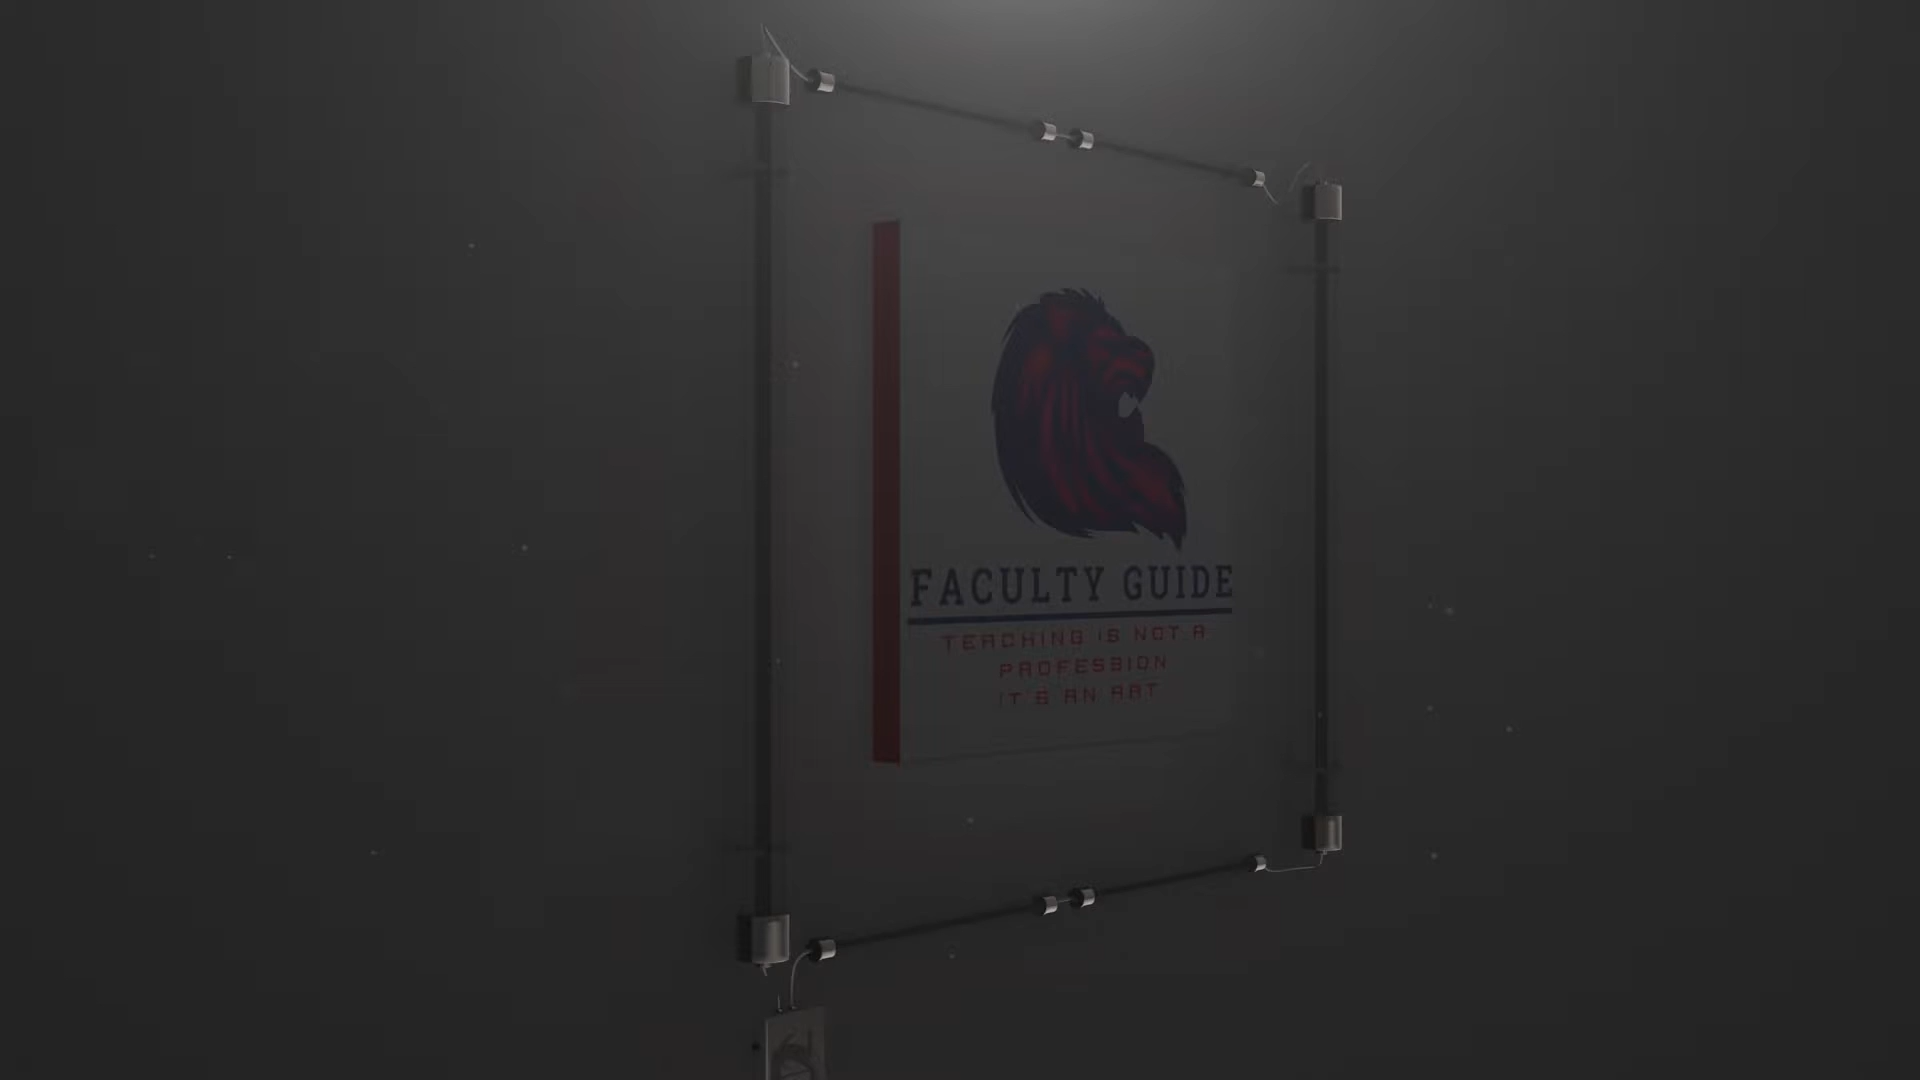 FACULTY GUIDE
TEACHING IS NOT A
PROFESSION
IT'S AN ART